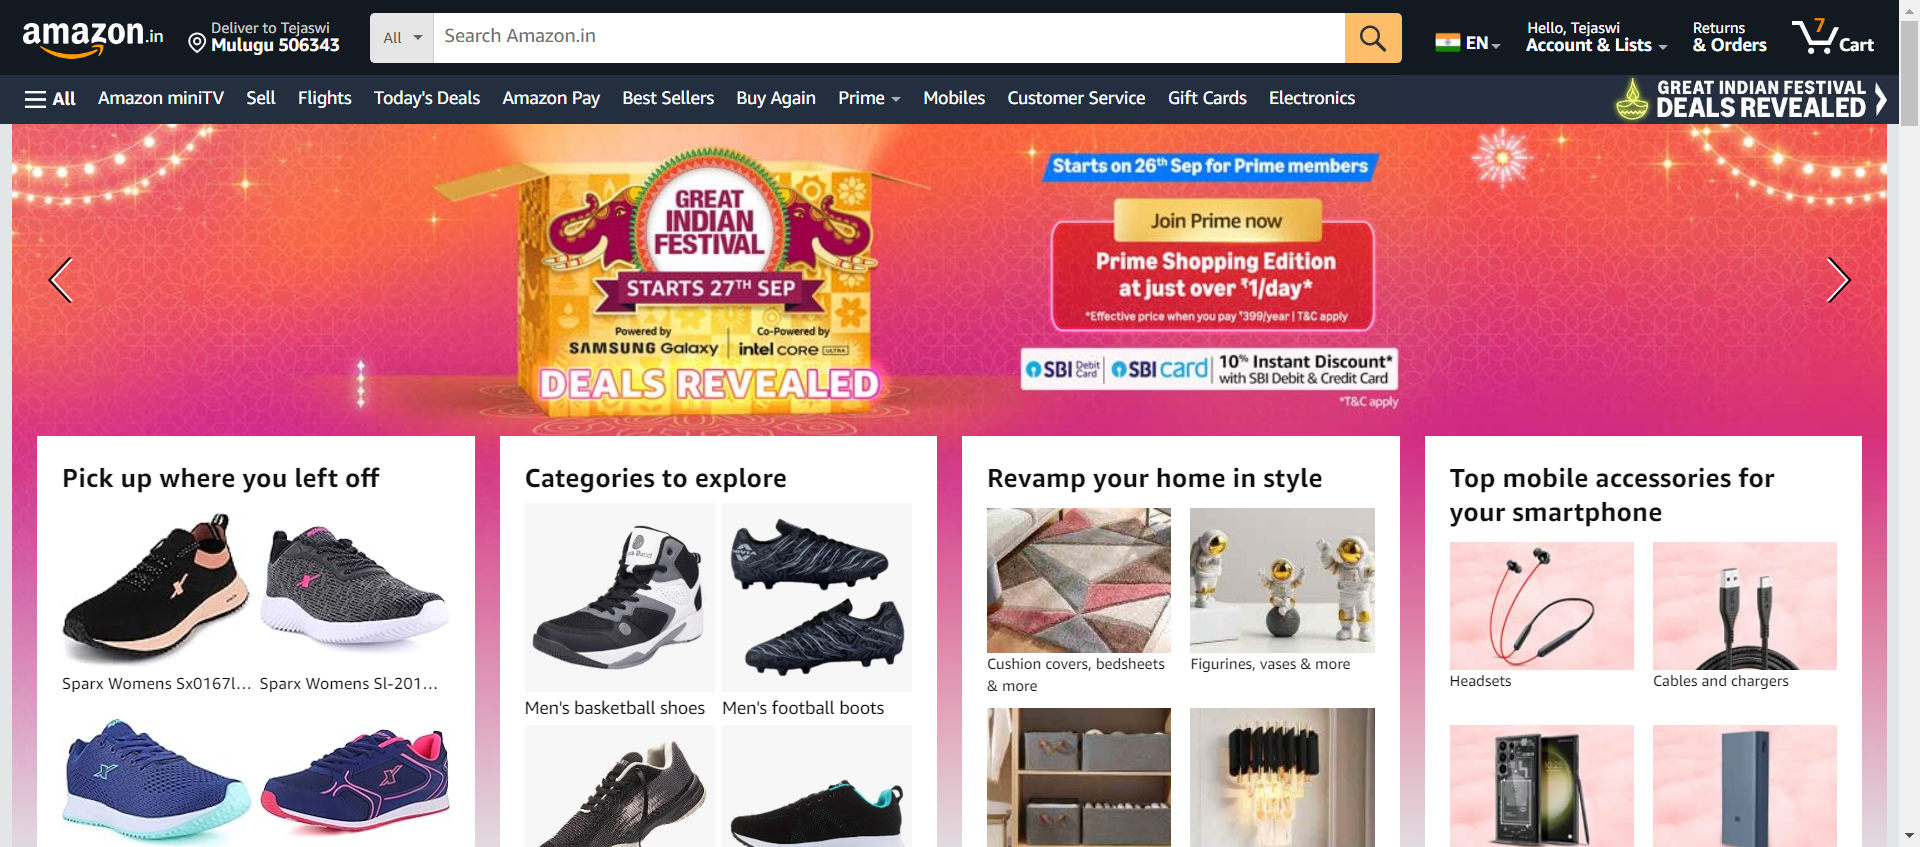 amazon.in
Deliver to Tejaswi
Mulugu 506343
All
Search Amazon.in
EN
Hello, Tejaswi
Account & Lists
Returns
& Orders
7
Cart
All
Amazon miniTV
Sell
Flights
Today's Deals
Amazon Pay
Best Sellers
Buy Again
Prime
Mobiles
Customer Service
Gift Cards
Electronics
GREAT INDIAN FESTIVAL
DEALS REVEALED
GREAT
INDIAN
FESTIVAL
STARTS 27TH SEP
Powered by
SAMSUNG Galaxy
Co-Powered by
intel CORE ULTRA
DEALS REVEALED
Starts on 26th Sep for Prime members
Join Prime now
Prime Shopping Edition
at just over ₹1/day*
*Effective price when you pay ₹399/year | T&C apply
SBI Debit Card
SBI card
10% Instant Discount*
with SBI Debit & Credit Card
*T&C apply
Pick up where you left off
Sparx Womens Sx0167l...
Sparx Womens Sl-201...
Categories to explore
NIVIA
Men's basketball shoes
Men's football boots
Revamp your home in style
Cushion covers, bedsheets
& more
Figurines, vases & more
Top mobile accessories for
your smartphone
Headsets
Cables and chargers